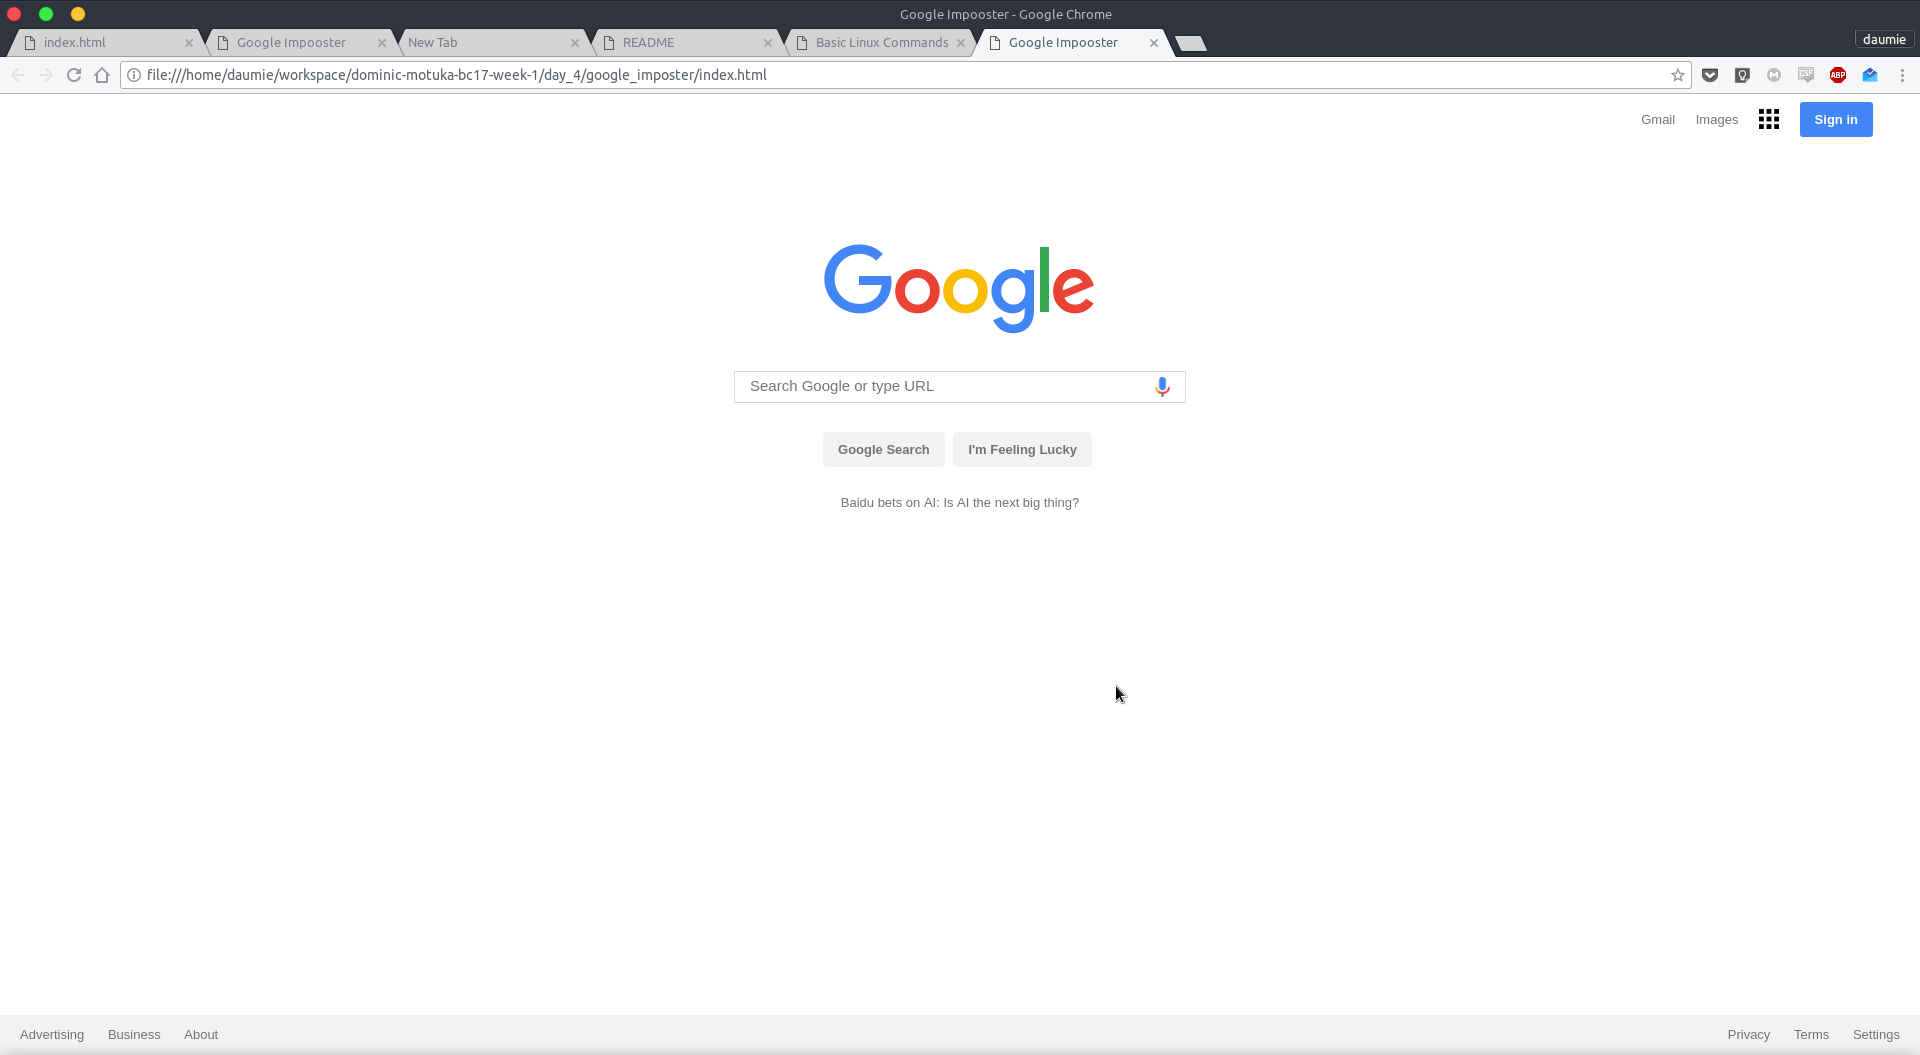 Google Impooster - Google Chrome
index.html
Google Impooster
New Tab
README
Basic Linux Commands
Google Impooster
daumie
file:///home/daumie/workspace/dominic-motuka-bc17-week-1/day_4/google_imposter/index.html
ABP
Gmail Images Sign in
Google
Search Google or type URL
Google Search I'm Feeling Lucky
Baidu bets on AI: Is AI the next big thing?
Advertising Business About Privacy Terms Settings